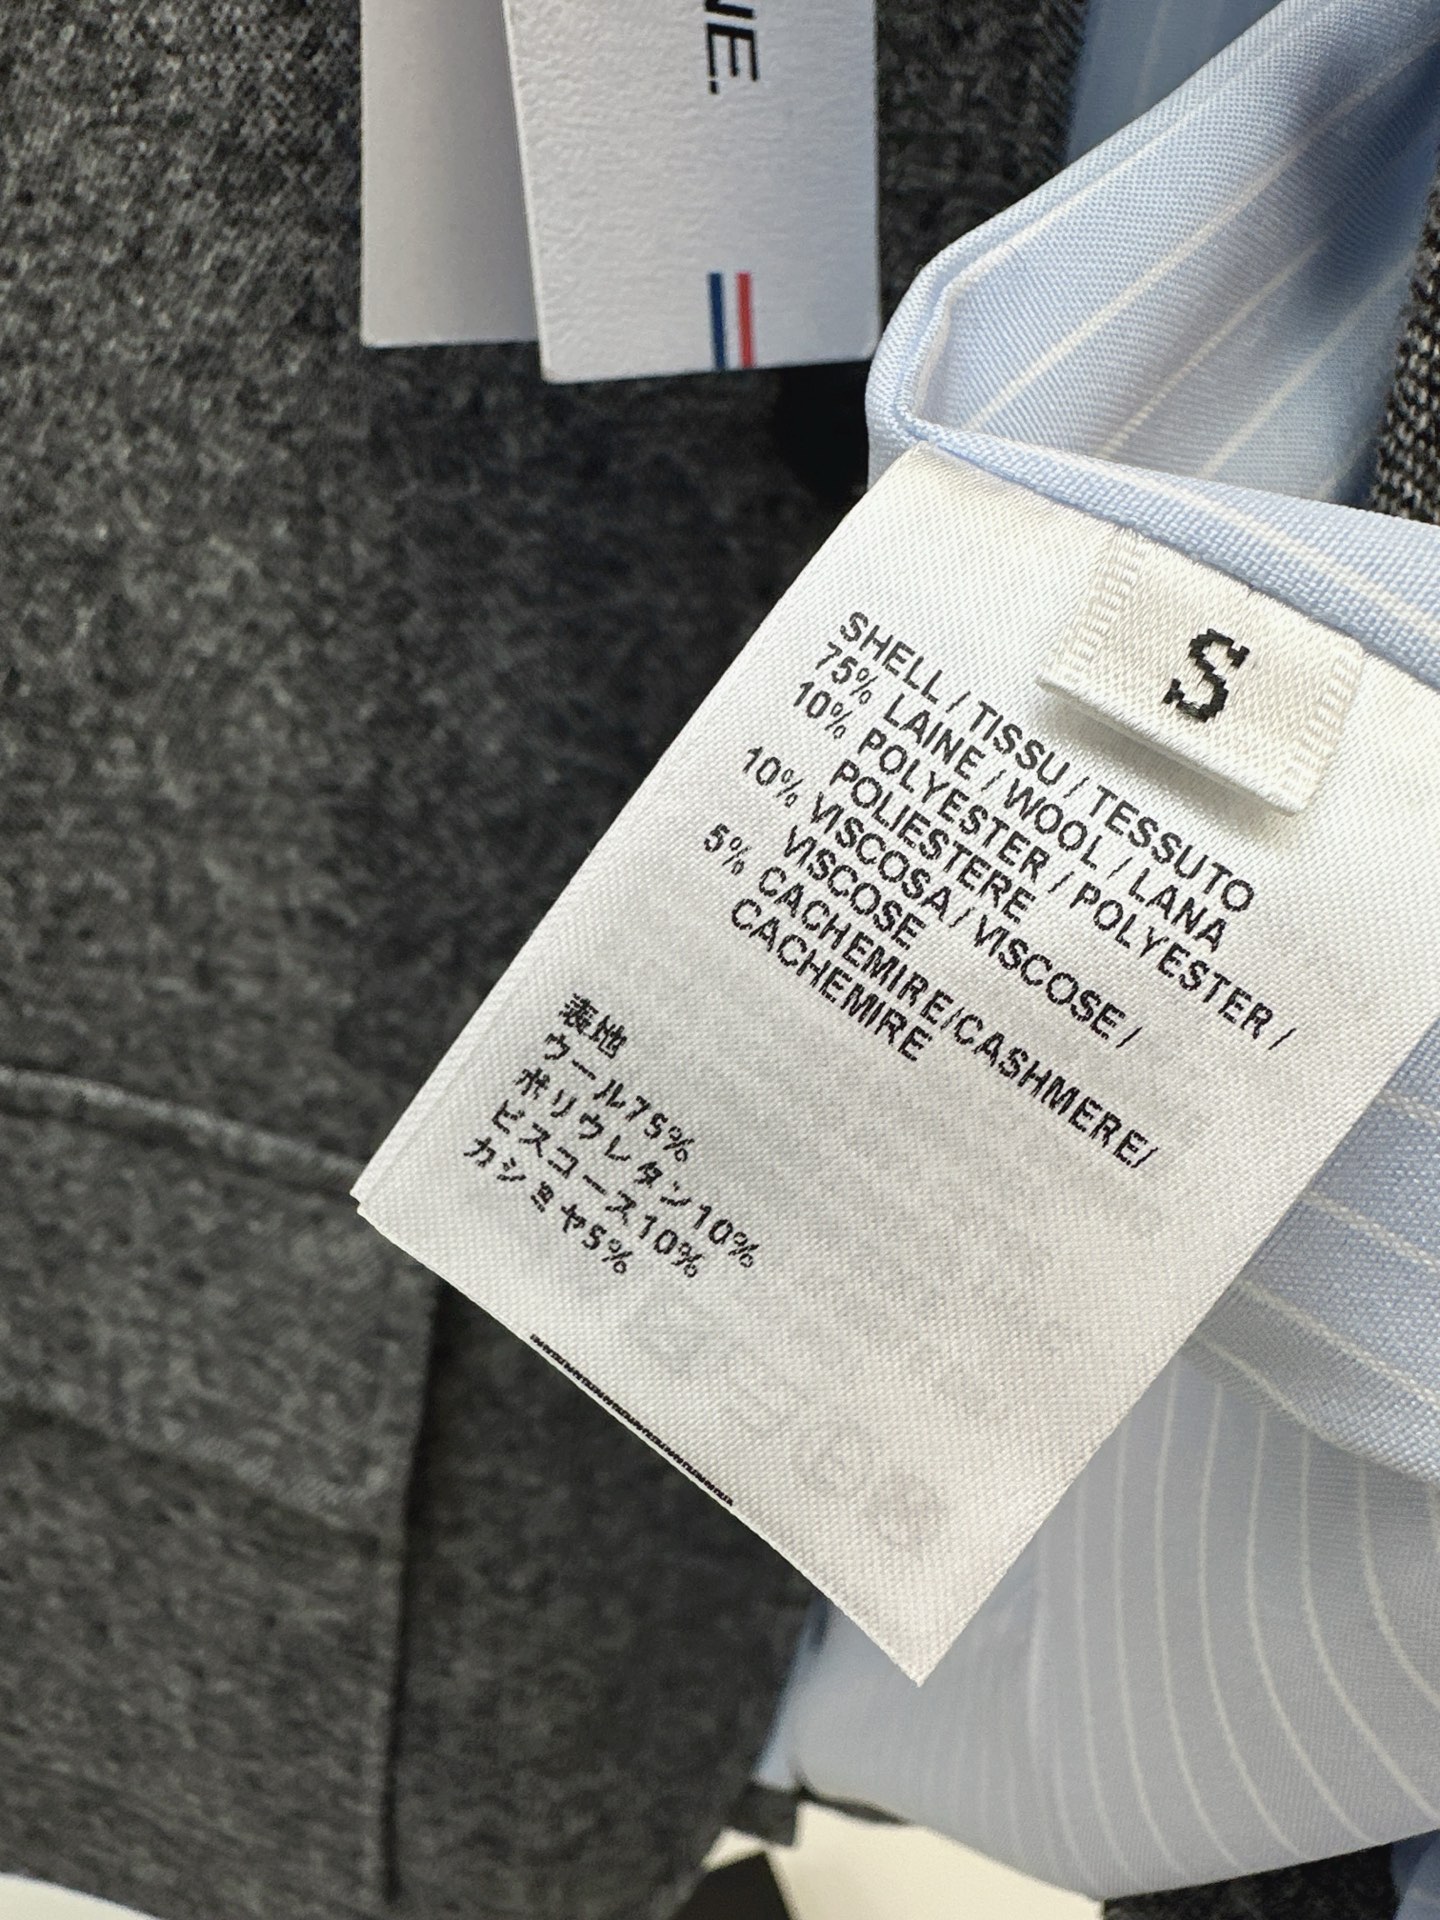 NE.
S
SHELL / TISSU / TESSUTO
75% LAINE / WOOL / LANA
10% POLYESTER / POLYESTER /
POLIESTERE
10% VISCOSA / VISCOSE /
VISCOSE
5% CACHEMIRE/CASHMERE/
CACHEMIRE
表地
ウール75%
ポリウレタン10%
ビスコース10%
カシミヤ5%